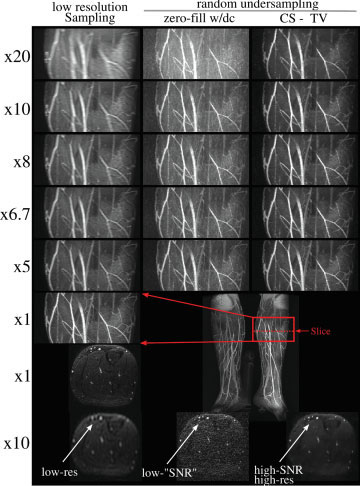 low resolution
Sampling
random undersampling
zero-fill w/dc
CS - TV
x20
x10
x8
x6.7
x5
x1
Slice
x1
x10
low-res
low-"SNR"
high-SNR
high-res